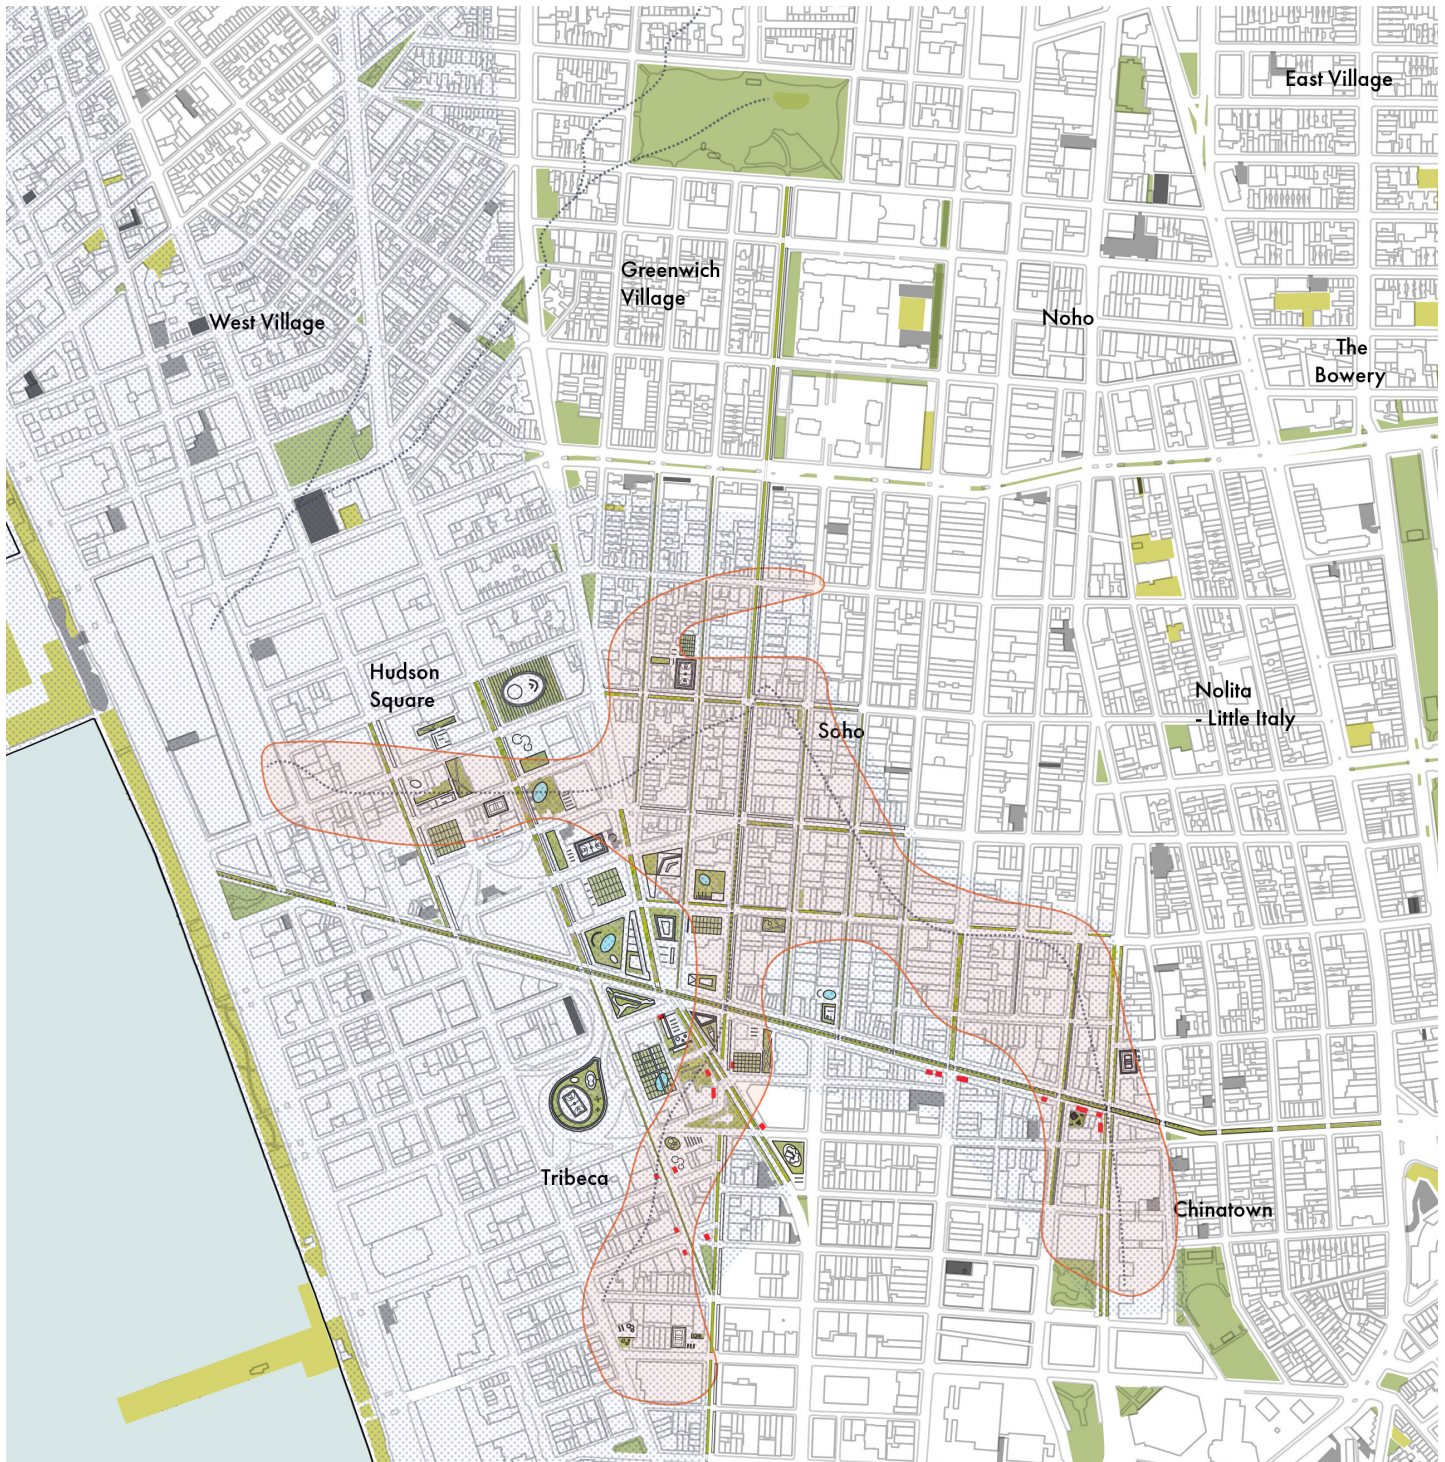 East Village
Greenwich
Village
West Village
Noho
The
Bowery
Hudson
Square
Nolita
- Little Italy
Soho
Tribeca
Chinatown